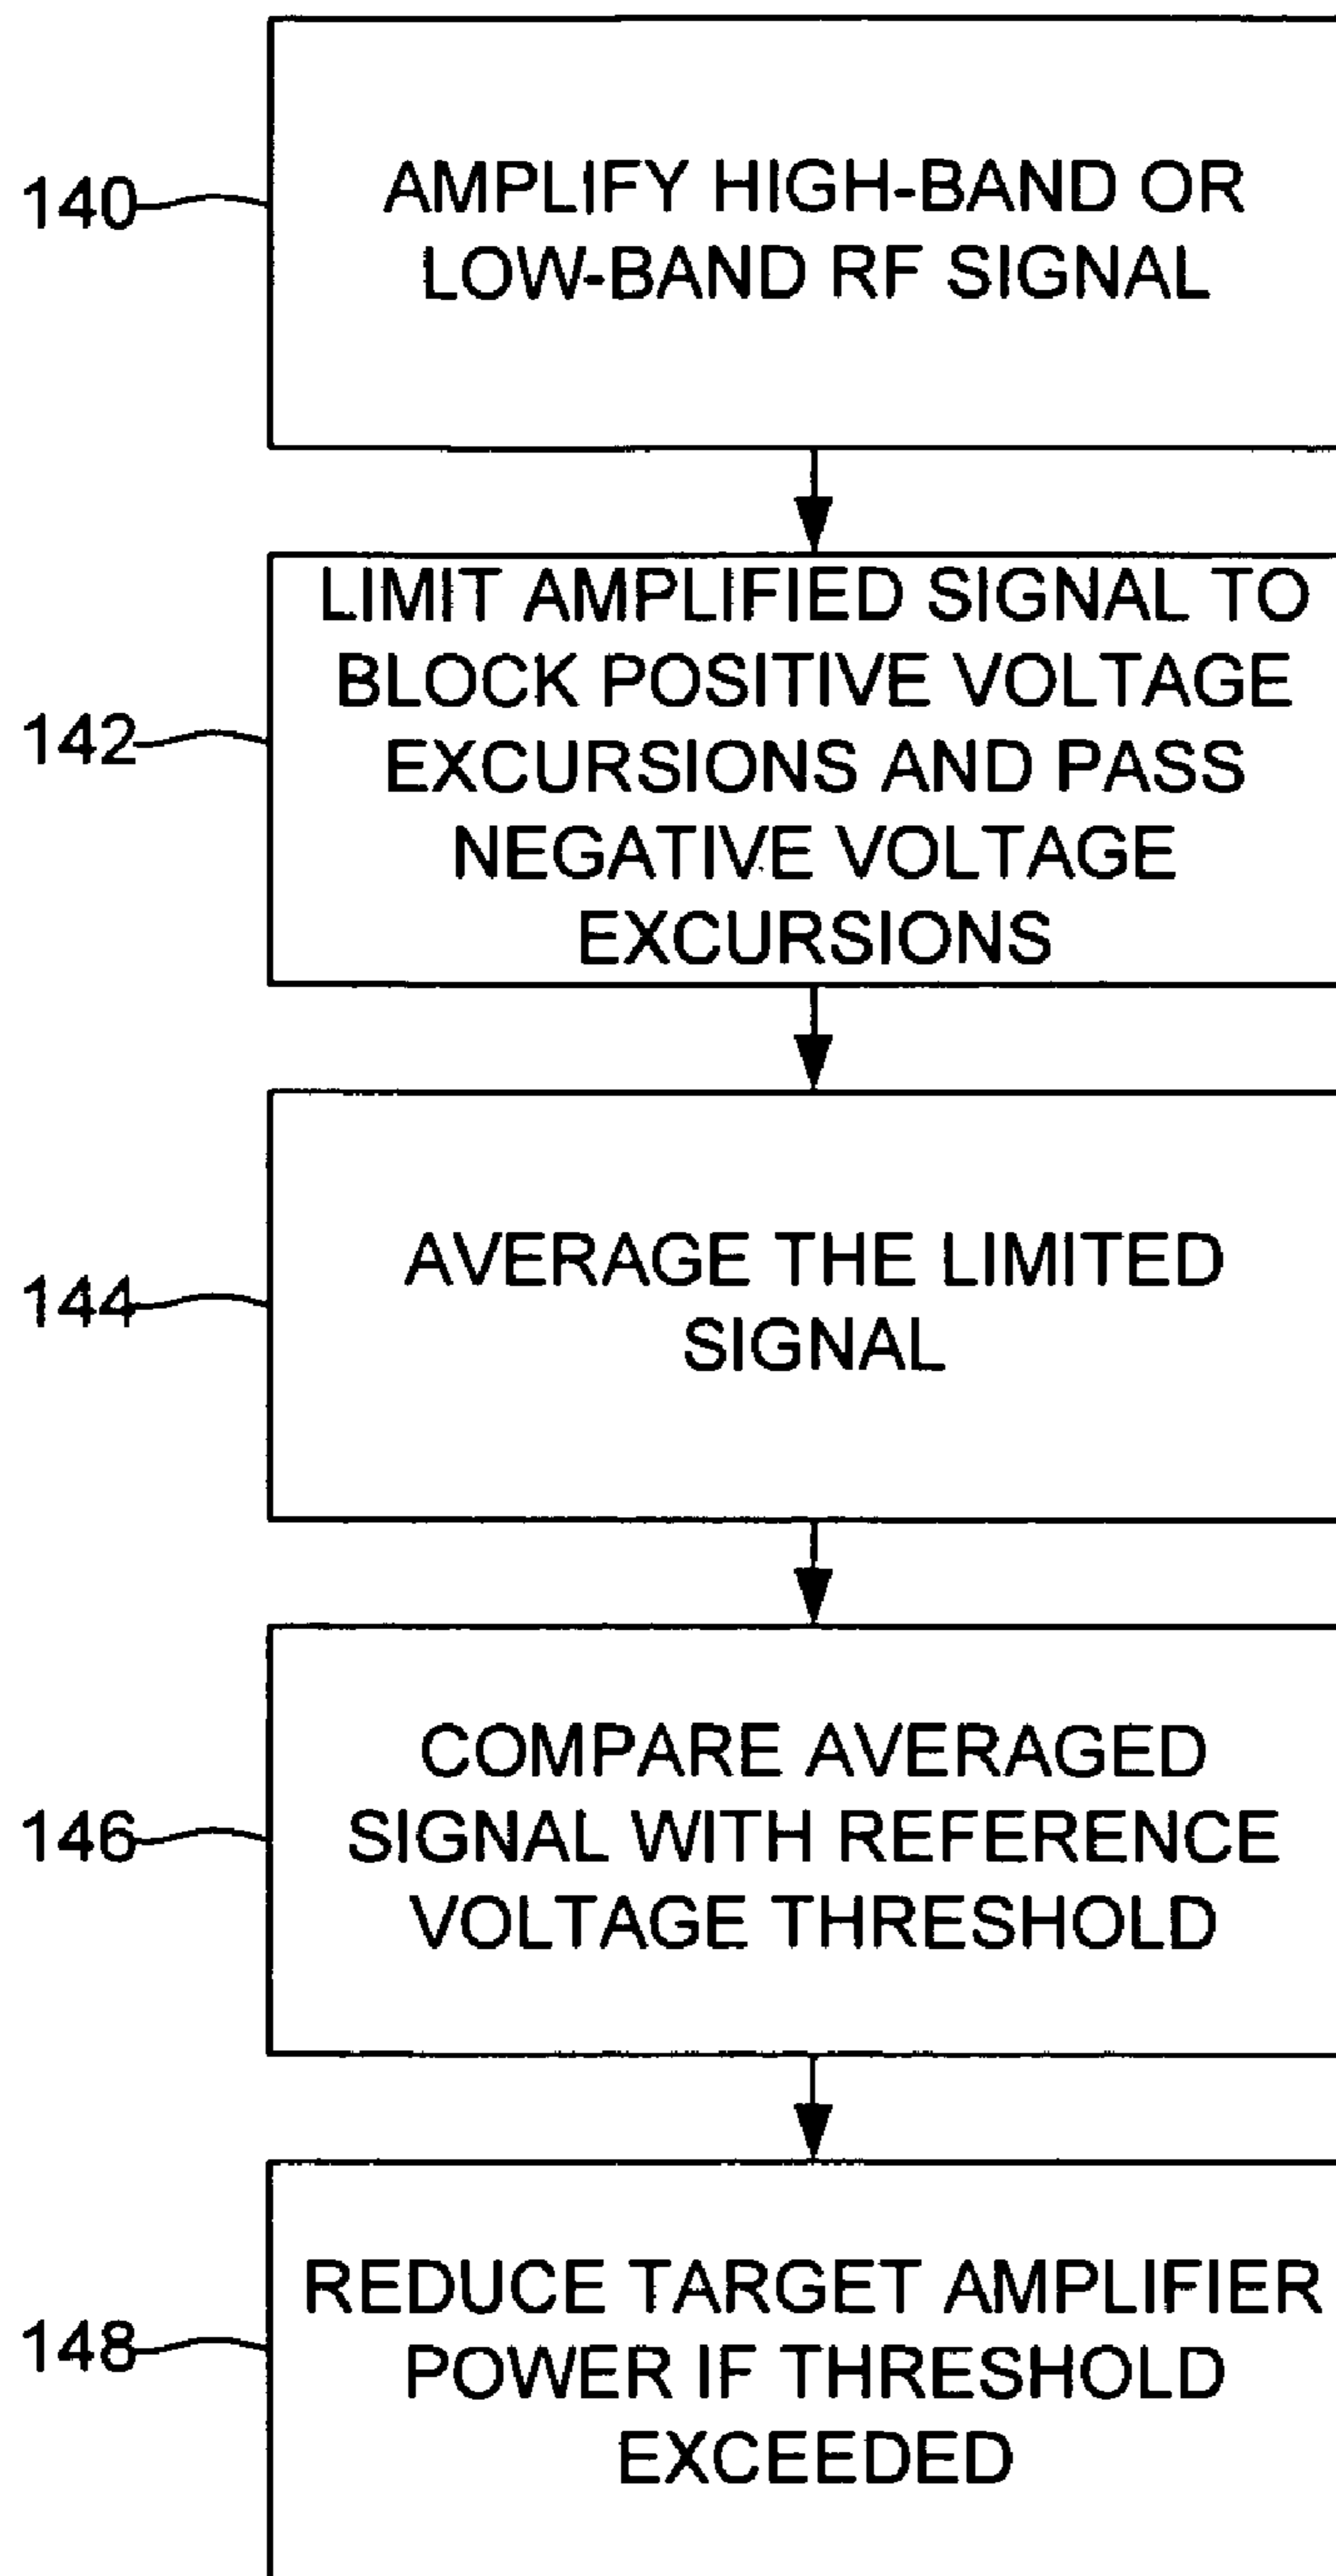 140
AMPLIFY HIGH-BAND OR
LOW-BAND RF SIGNAL
142
LIMIT AMPLIFIED SIGNAL TO
BLOCK POSITIVE VOLTAGE
EXCURSIONS AND PASS
NEGATIVE VOLTAGE
EXCURSIONS
144
AVERAGE THE LIMITED
SIGNAL
146
COMPARE AVERAGED
SIGNAL WITH REFERENCE
VOLTAGE THRESHOLD
148
REDUCE TARGET AMPLIFIER
POWER IF THRESHOLD
EXCEEDED